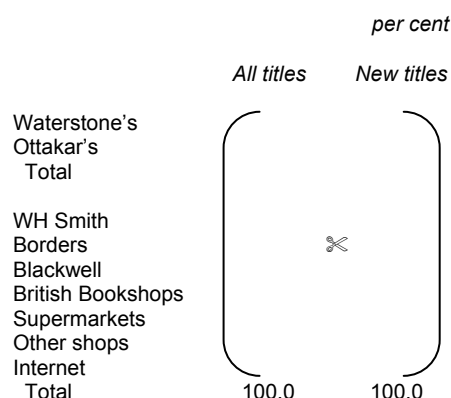 per cent
All titles New titles
Waterstone’s
Ottakar’s
Total
WH Smith
Borders
Blackwell
British Bookshops
Supermarkets
Other shops
Internet
Total 100.0 100.0